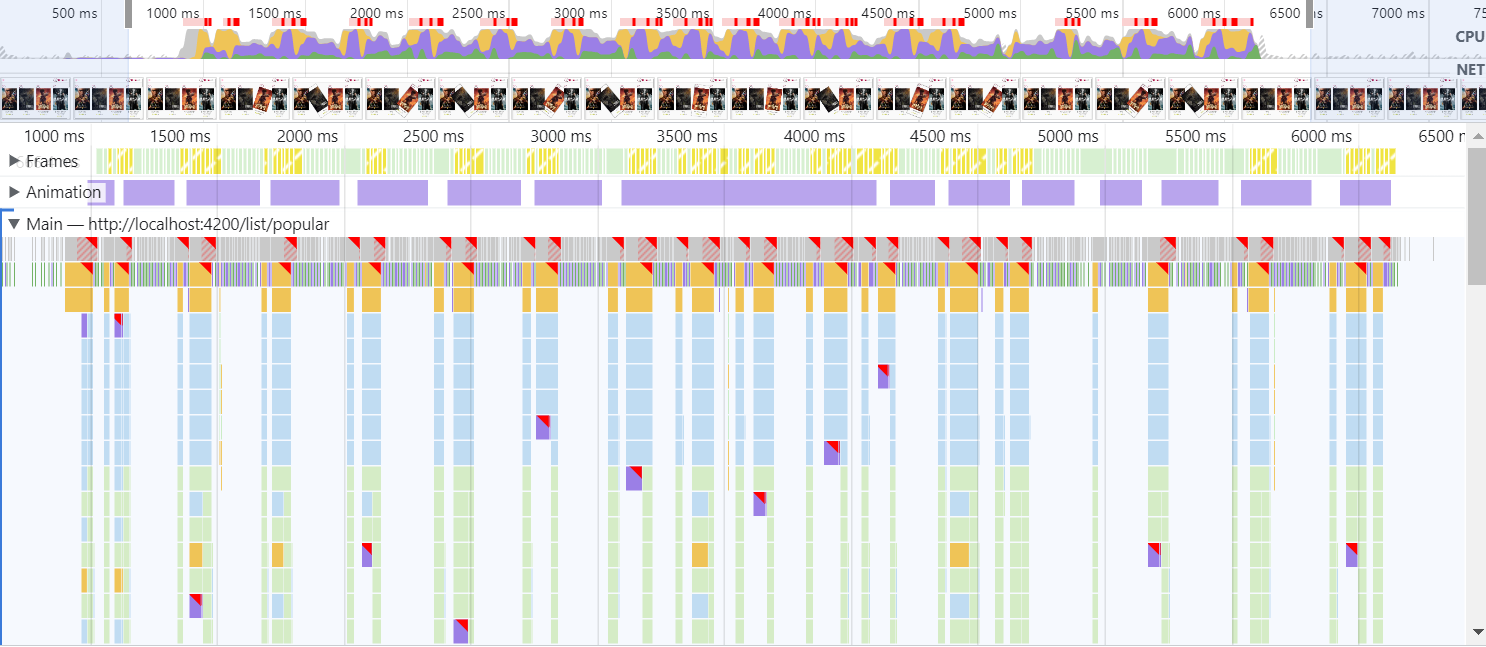 500 ms 1000 ms 1500 ms 2000 ms 2500 ms 3000 ms 3500 ms 4000 ms 4500 ms 5000 ms 5500 ms 6000 ms 6500 ms 7000 ms 75
CPU
NET
1000 ms 1500 ms 2000 ms 2500 ms 3000 ms 3500 ms 4000 ms 4500 ms 5000 ms 5500 ms 6000 ms 6500 m
Frames
Animation
Main — http://localhost:4200/list/popular